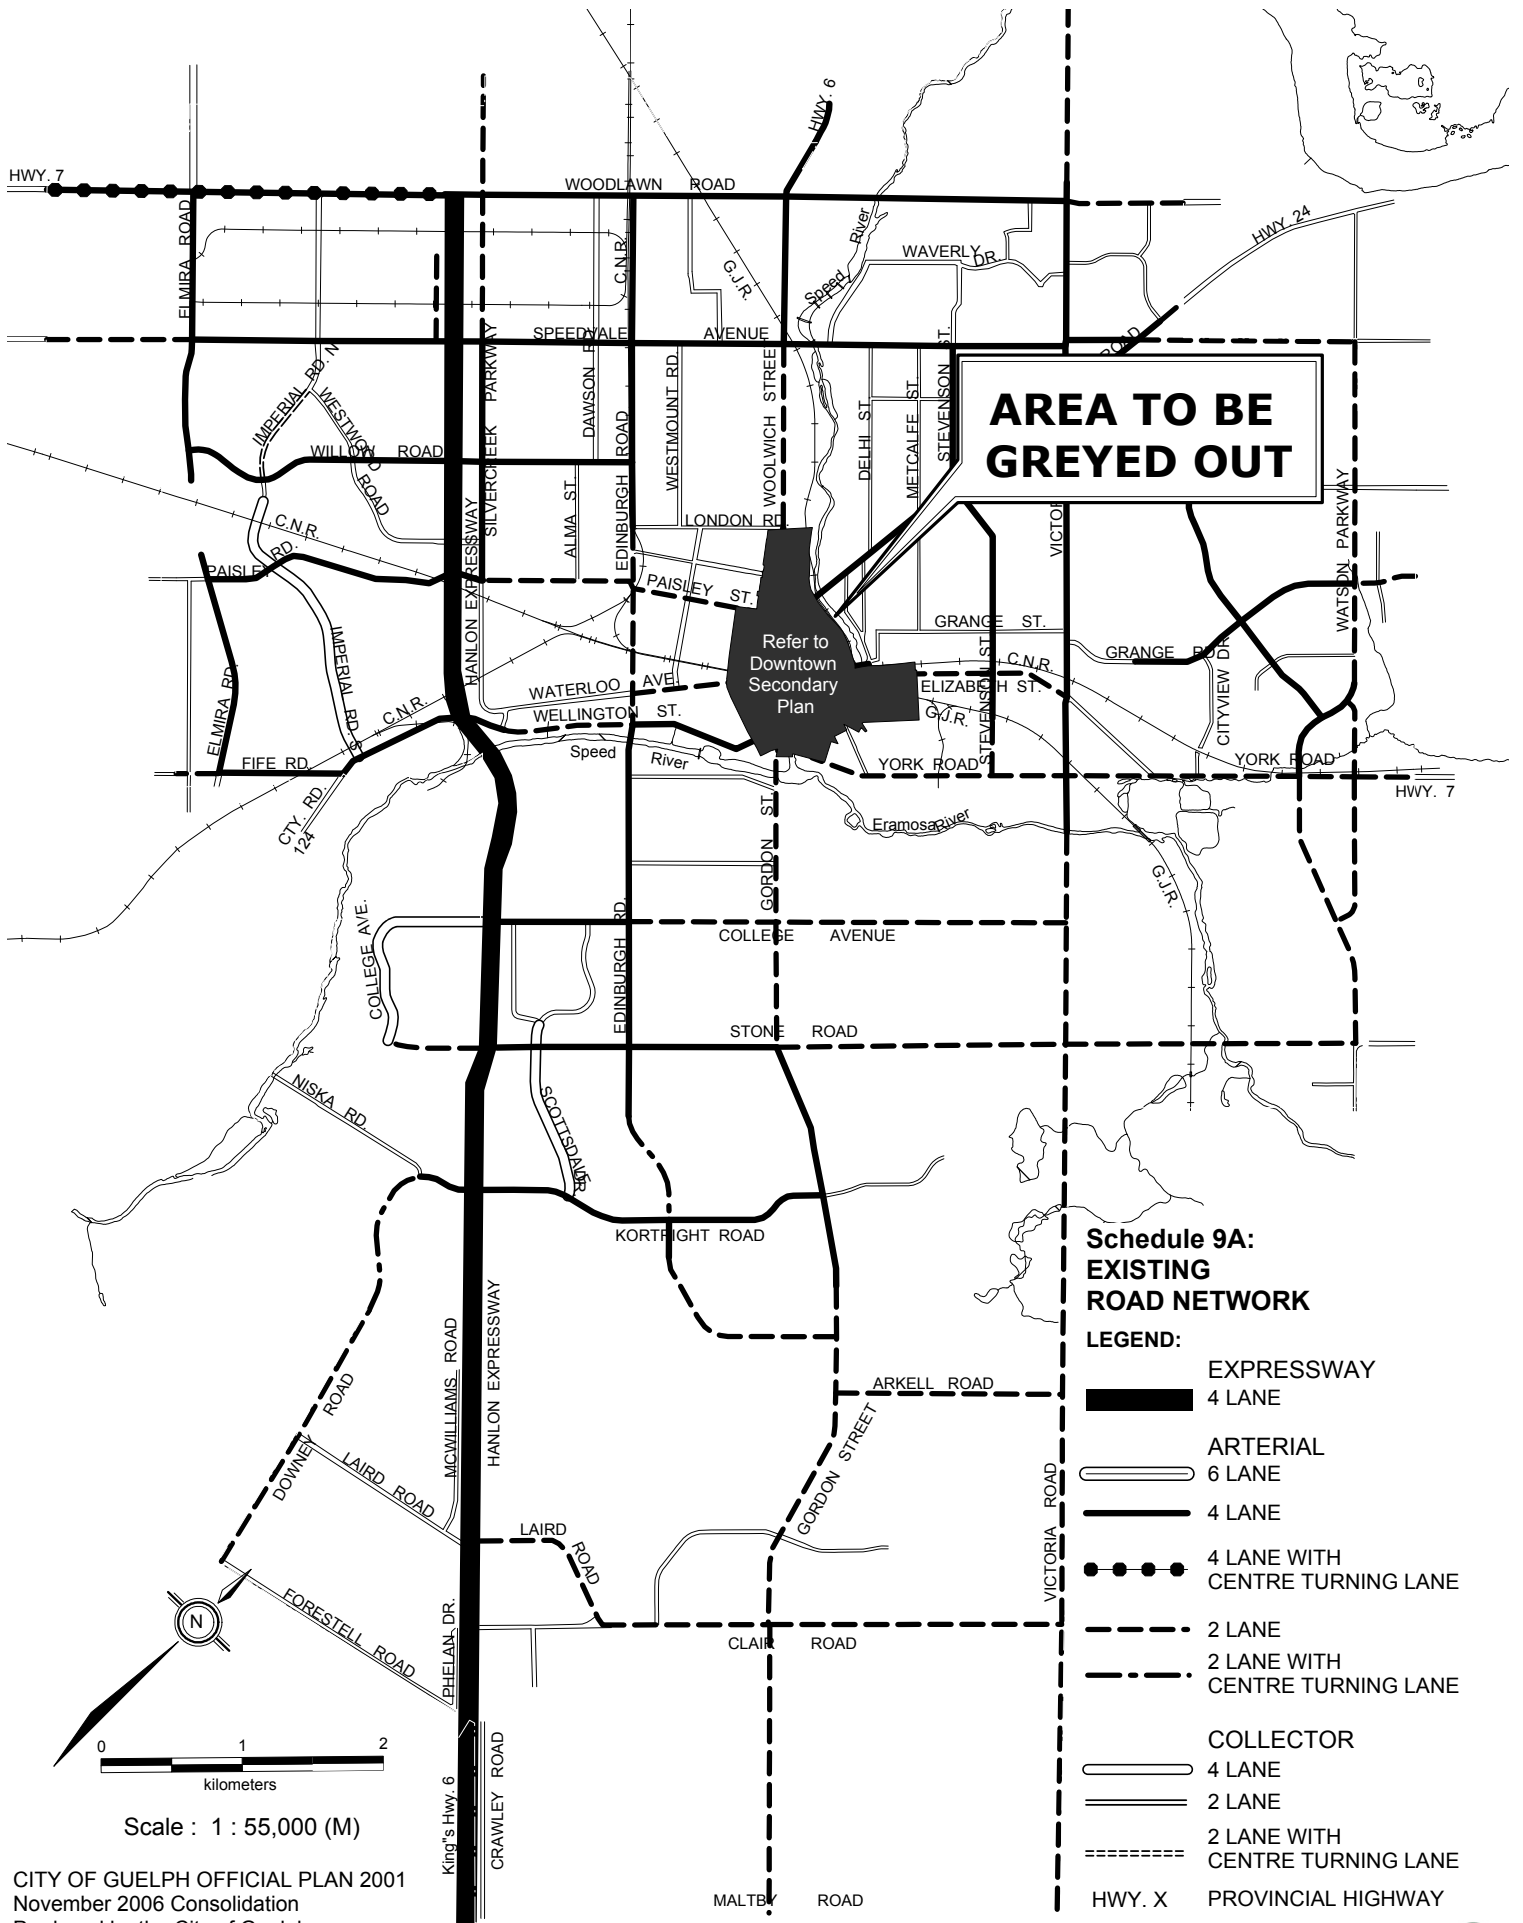 HWY. 6
HWY. 7
WOODLAWN ROAD
ELMIRA ROAD
C.N.R.
G.J.R.
Speed River
WAVERLY DR.
HWY. 24
SPEEDVALE AVENUE
ROAD
IMPERIAL RD. N
WESTWOOD ROAD
WILLOW ROAD
SILVERCREEK PARKWAY
DAWSON RD
EDINBURGH ROAD
WESTMOUNT RD.
WOOLWICH STREET
DELHI ST.
METCALFE ST.
STEVENSON ST.
AREA TO BE
GREYED OUT
WATSON PARKWAY
C.N.R.
PAISLEY RD.
HANLON EXPRESSWAY
ALMA ST.
LONDON RD.
PAISLEY ST.
Refer to
Downtown
Secondary
Plan
GRANGE ST.
GRANGE RD
CITYVIEW DR
C.N.R.
ELIZABETH ST.
G.J.R.
STEVENSON ST.
ELMIRA RD.
IMPERIAL RD. S
C.N.R.
WATERLOO AVE.
WELLINGTON ST.
Speed River
FIFE RD.
CTY. RD.
124
YORK ROAD
YORK ROAD
HWY. 7
Eramosa River
GORDON ST.
G.J.R.
COLLEGE AVE.
EDINBURGH RD.
COLLEGE AVENUE
STONE ROAD
NISKA RD.
KORTRIGHT ROAD
MCWILLIAMS ROAD
HANLON EXPRESSWAY
DOWNEY ROAD
LAIRD ROAD
ARKELL ROAD
GORDON STREET
VICTORIA ROAD
LAIRD ROAD
FORESTELL ROAD
PHELAN DR.
CLAIR ROAD
King"s Hwy. 6
CRAWLEY ROAD
MALTBY ROAD
N
0 1 2
kilometers
Scale : 1 : 55,000 (M)
CITY OF GUELPH OFFICIAL PLAN 2001
November 2006 Consolidation
Schedule 9A:
EXISTING
ROAD NETWORK
LEGEND:
EXPRESSWAY
4 LANE
ARTERIAL
6 LANE
4 LANE
4 LANE WITH
CENTRE TURNING LANE
2 LANE
2 LANE WITH
CENTRE TURNING LANE
COLLECTOR
4 LANE
2 LANE
2 LANE WITH
CENTRE TURNING LANE
HWY. X PROVINCIAL HIGHWAY